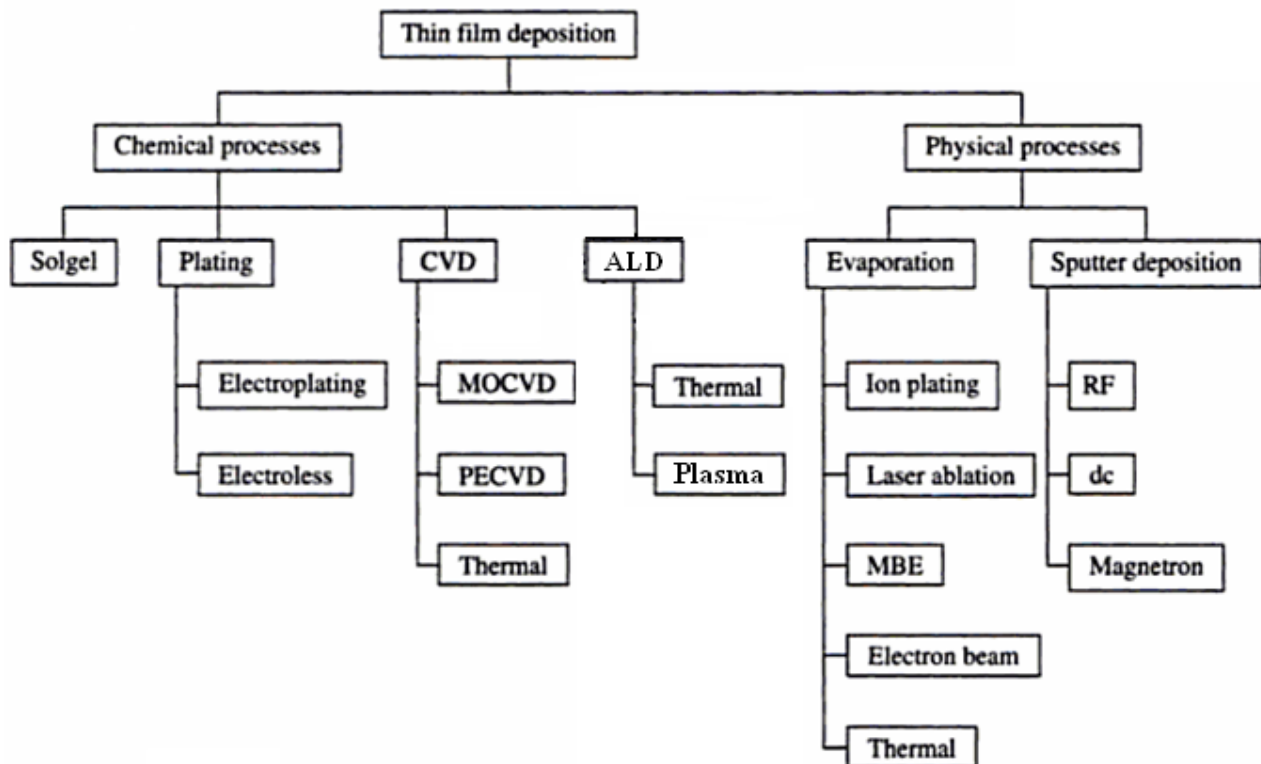 Thin film deposition
Chemical processes
Physical processes
Solgel
Plating
CVD
ALD
Evaporation
Sputter deposition
Electroplating
MOCVD
Thermal
Ion plating
RF
Electroless
PECVD
Plasma
Laser ablation
dc
Thermal
MBE
Magnetron
Electron beam
Thermal